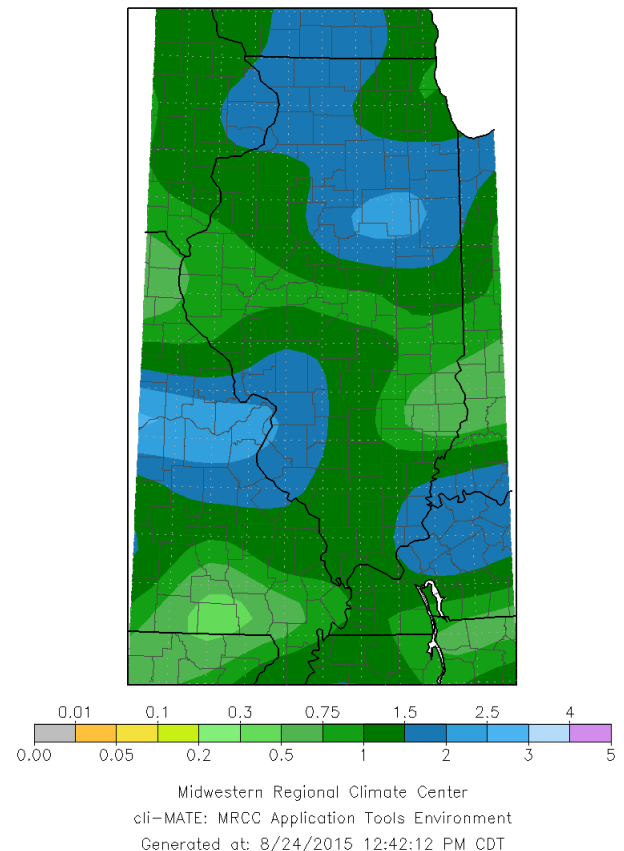 0.01 0.1 0.3 0.75 1.5 2.5 4
0.00 0.05 0.2 0.5 1 2 3 5
Midwestern Regional Climate Center
cli-MATE: MRCC Application Tools Environment
Generated at: 8/24/2015 12:42:12 PM CDT